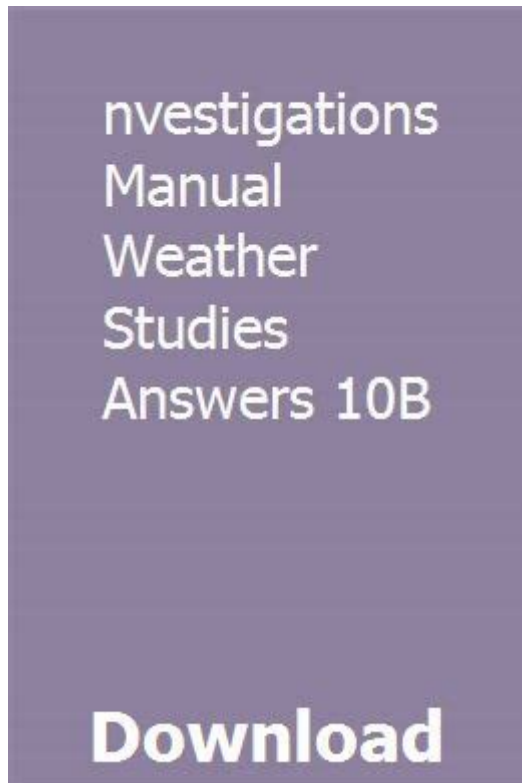 nvestigations
Manual
Weather
Studies
Answers 10B
Download